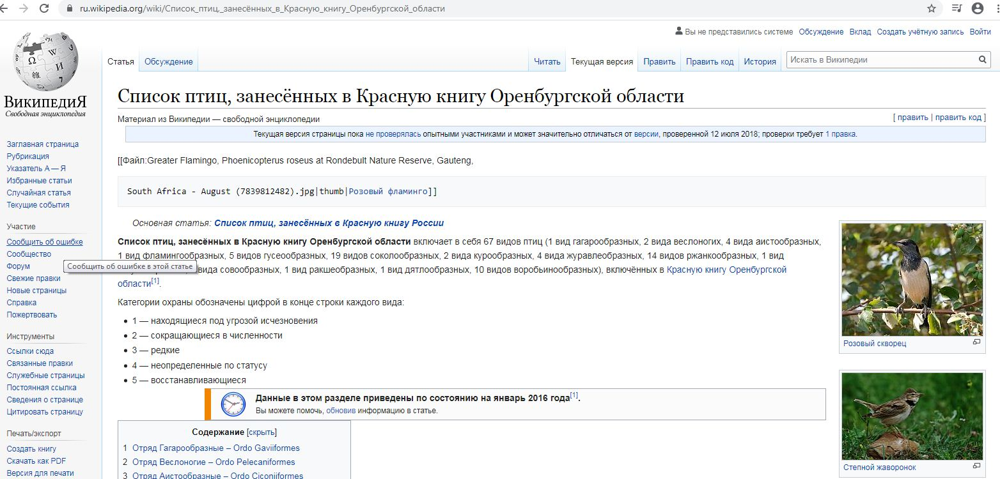 ru.wikipedia.org/wiki/Список_птиц,_занесённых_в_Красную_книгу_Оренбургской_области
Вы не представились системе Обсуждение Вклад Создать учётную запись Войти
Статья Обсуждение Читать Текущая версия Править Править код История Искать в Википедии
ВикипедиЯ
Свободная энциклопедия
Заглавная страница
Рубрикация
Указатель А — Я
Избранные статьи
Случайная статья
Текущие события
Участие
Сообщить об ошибке
Сообщество
Форум
Сообщить об ошибке в этой статье
Свежие правки
Новые страницы
Справка
Пожертвовать
Инструменты
Ссылки сюда
Связанные правки
Служебные страницы
Постоянная ссылка
Сведения о странице
Цитировать страницу
Печать/экспорт
Создать книгу
Скачать как PDF
Версия для печати
Список птиц, занесённых в Красную книгу Оренбургской области
Материал из Википедии — свободной энциклопедии
[ править | править код ]
Текущая версия страницы пока не проверялась опытными участниками и может значительно отличаться от версии, проверенной 12 июля 2018; проверки требует 1 правка.
[[Файл:Greater Flamingo, Phoenicopterus roseus at Rondebult Nature Reserve, Gauteng,
South Africa - August (7839812482).jpg|thumb|Розовый фламинго]]
Основная статья: Список птиц, занесённых в Красную книгу России
Список птиц, занесённых в Красную книгу Оренбургской области включает в себя 67 видов птиц (1 вид гагарообразных, 2 вида веслоногих, 4 вида аистообразных,
1 вид фламингообразных, 5 видов гусеобразных, 19 видов соколообразных, 2 вида курообразных, 4 вида журавлеобразных, 14 видов ржанкообразных, 1 вид
вида совообразных, 1 вид ракшеобразных, 1 вид дятлообразных, 10 видов воробьинообразных), включённых в Красную книгу Оренбургской
области[1].
Категории охраны обозначены цифрой в конце строки каждого вида:
1 — находящиеся под угрозой исчезновения
2 — сокращающиеся в численности
3 — редкие
4 — неопределенные по статусу
5 — восстанавливающиеся
Данные в этом разделе приведены по состоянию на январь 2016 года[1].
Вы можете помочь, обновив информацию в статье.
Содержание [скрыть]
1 Отряд Гагарообразные – Ordo Gaviiformes
2 Отряд Веслоногие – Ordo Pelecaniformes
3 Отряд Аистообразные – Ordo Ciconiiformes
Розовый скворец
Степной жаворонок